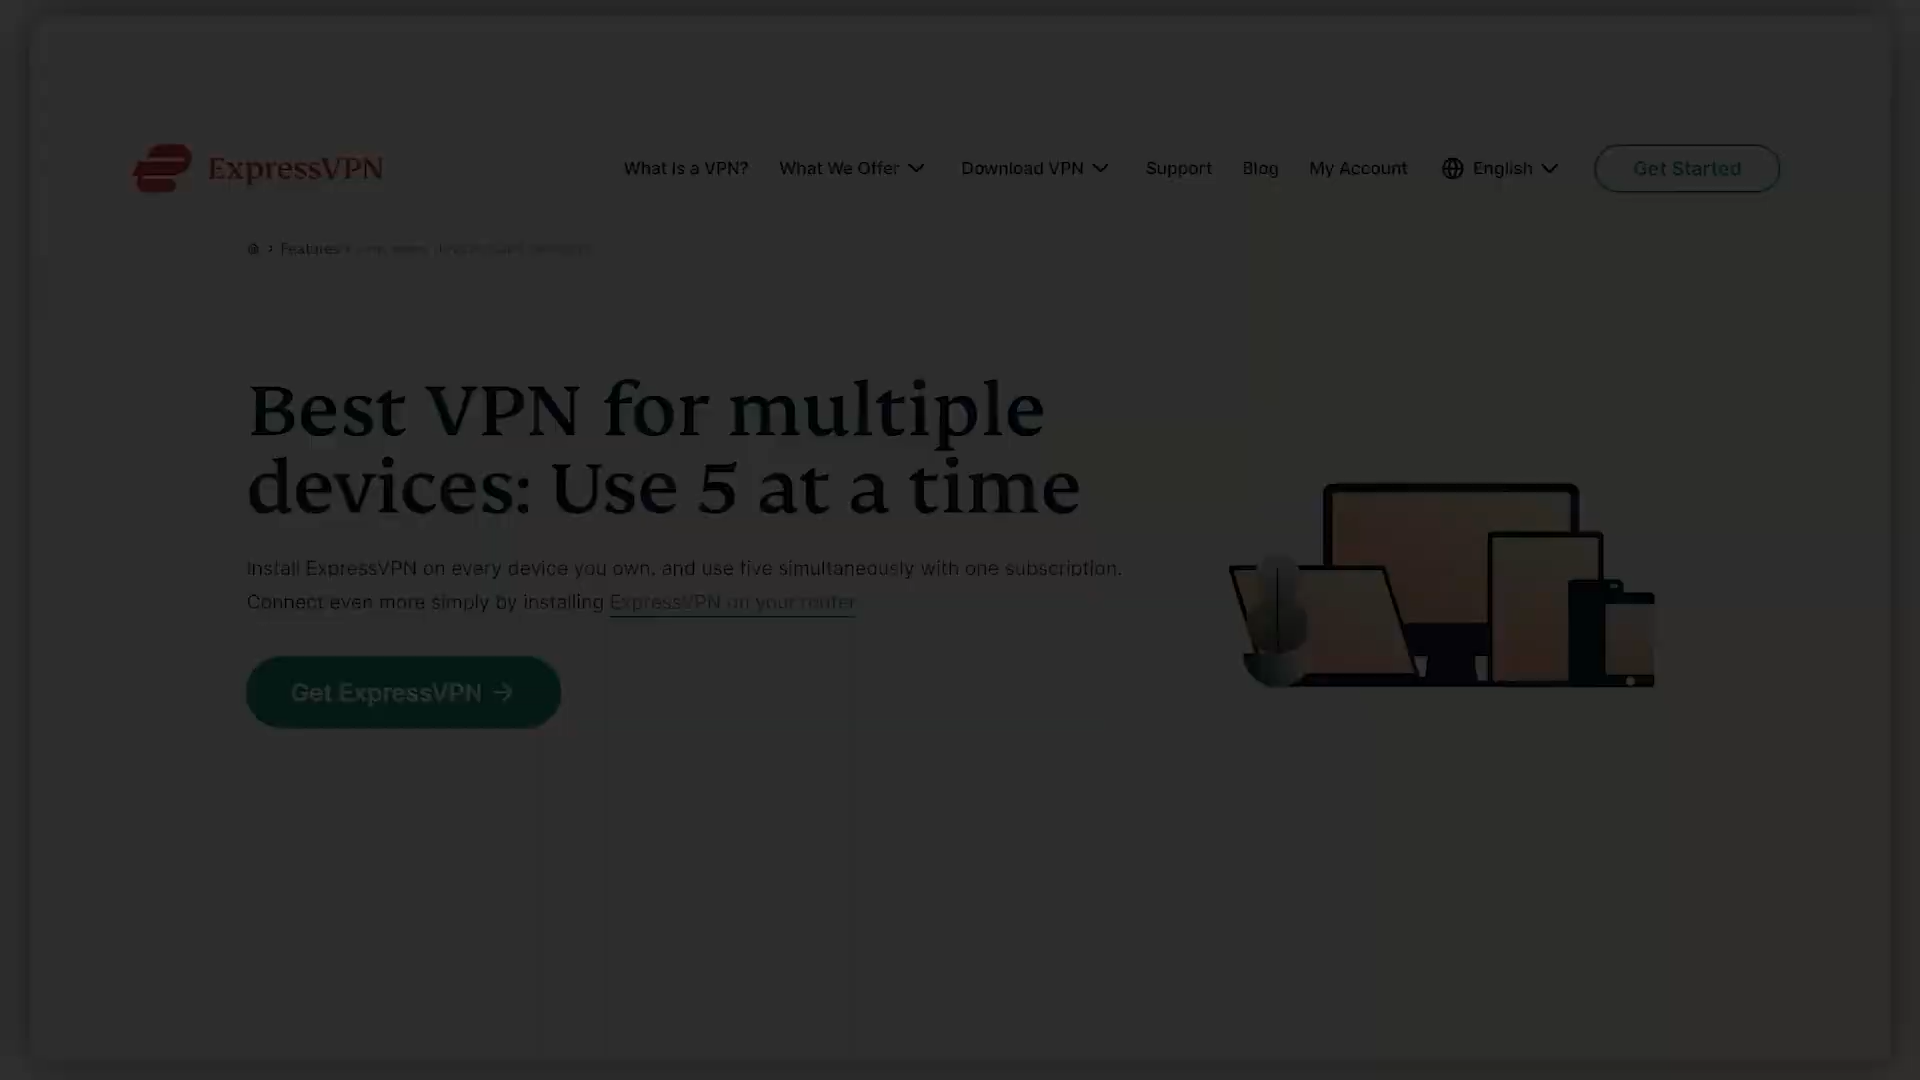 ExpressVPN
What Is a VPN? What We Offer Download VPN Support Blog My Account English Get Started
Features
Best VPN for multiple
devices: Use 5 at a time
Install ExpressVPN on every device you own, and use five simultaneously with one subscription.
Connect even more simply by installing ExpressVPN on your router
Get ExpressVPN →